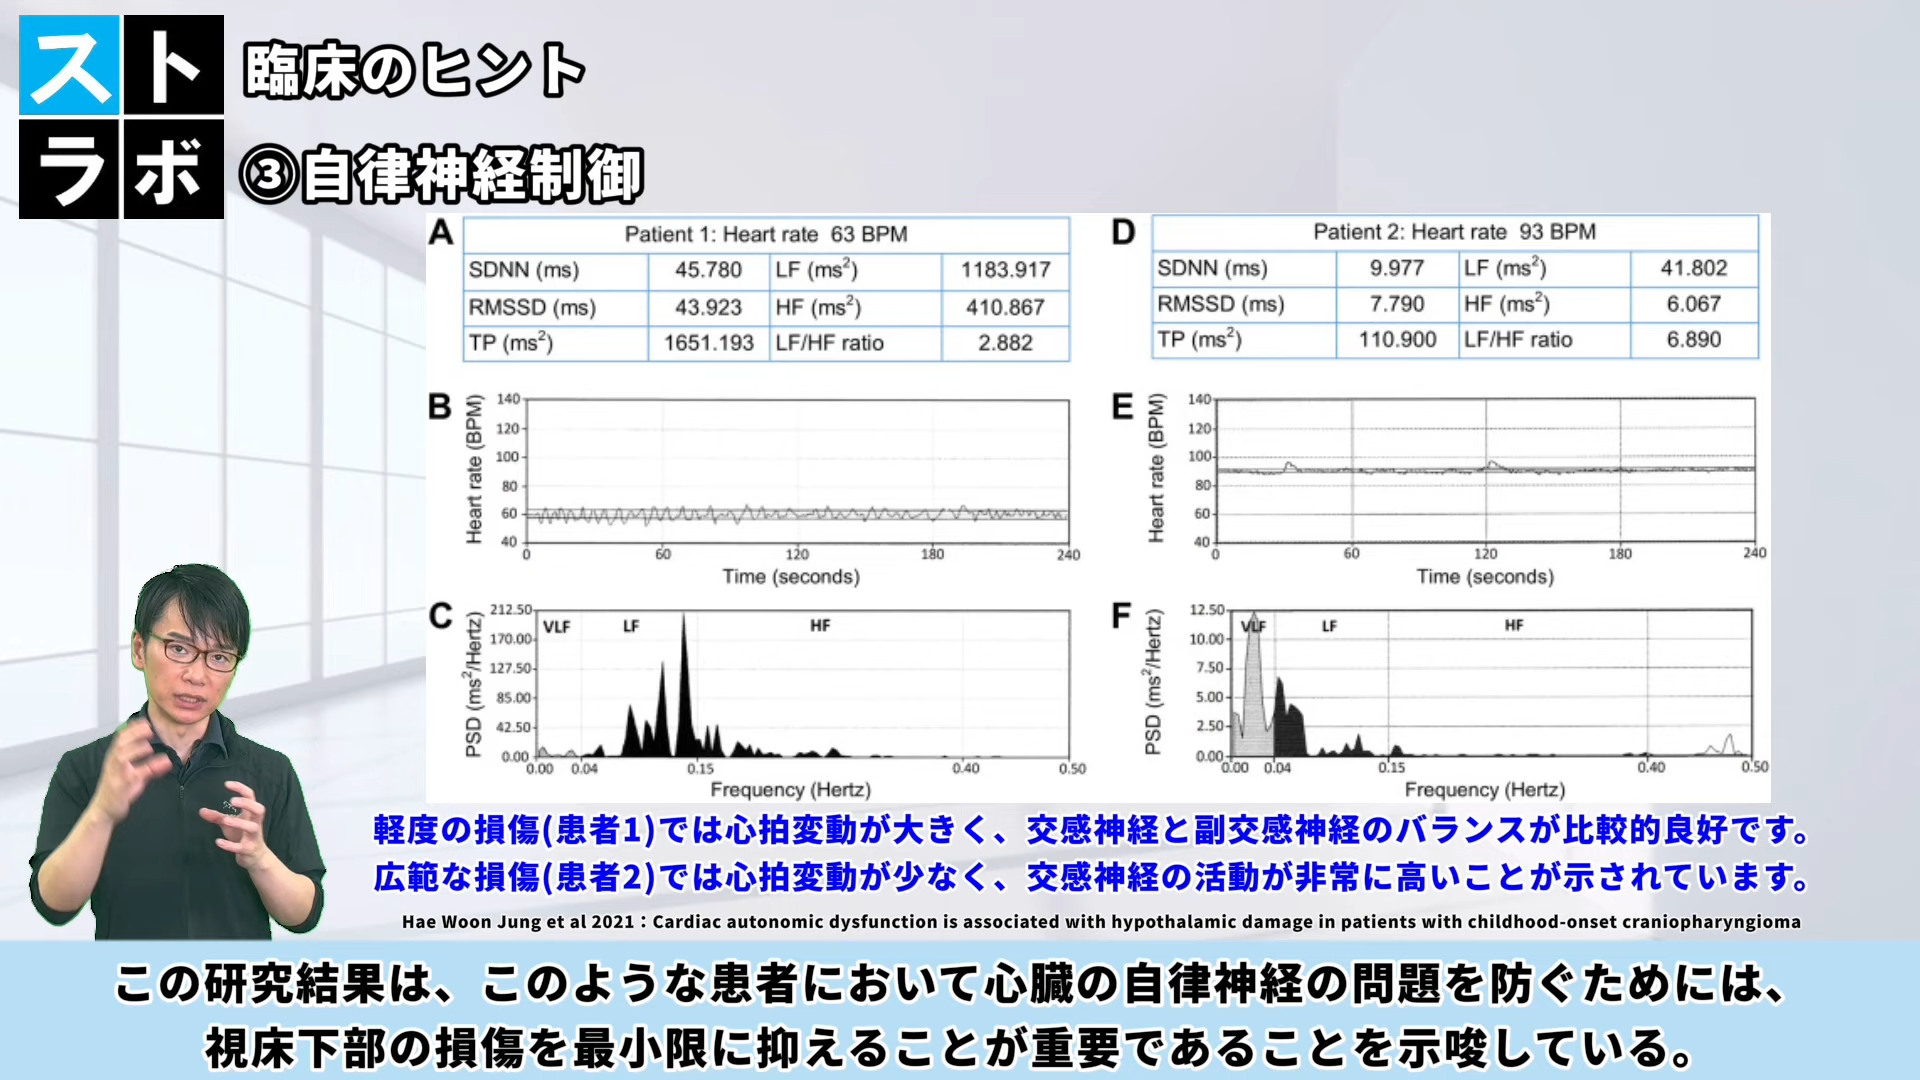 スト
ラボ
臨床のヒント
③自律神経制御
A
Patient 1: Heart rate 63 BPM
SDNN (ms) 45.780 LF (ms²) 1183.917
RMSSD (ms) 43.923 HF (ms²) 410.867
TP (ms²) 1651.193 LF/HF ratio 2.882
B
Heart rate (BPM)
140
120
100
80
60
40
0 60 120 180 240
Time (seconds)
C
PSD (ms²/Hertz)
212.50
170.00
127.50
85.00
42.50
0.00
VLF LF HF
0.00 0.04 0.15 0.40 0.50
Frequency (Hertz)
D
Patient 2: Heart rate 93 BPM
SDNN (ms) 9.977 LF (ms²) 41.802
RMSSD (ms) 7.790 HF (ms²) 6.067
TP (ms²) 110.900 LF/HF ratio 6.890
E
Heart rate (BPM)
140
120
100
80
60
40
0 60 120 180 240
Time (seconds)
F
PSD (ms²/Hertz)
12.50
10.00
7.50
5.00
2.50
0.00
VLF LF HF
0.00 0.04 0.15 0.40 0.50
Frequency (Hertz)
軽度の損傷(患者1)では心拍変動が大きく、交感神経と副交感神経のバランスが比較的良好です。
広範な損傷(患者2)では心拍変動が少なく、交感神経の活動が非常に高いことが示されています。
Hae Woon Jung et al 2021：Cardiac autonomic dysfunction is associated with hypothalamic damage in patients with childhood-onset craniopharyngioma
この研究結果は、このような患者において心臓の自律神経の問題を防ぐためには、
視床下部の損傷を最小限に抑えることが重要であることを示唆している。